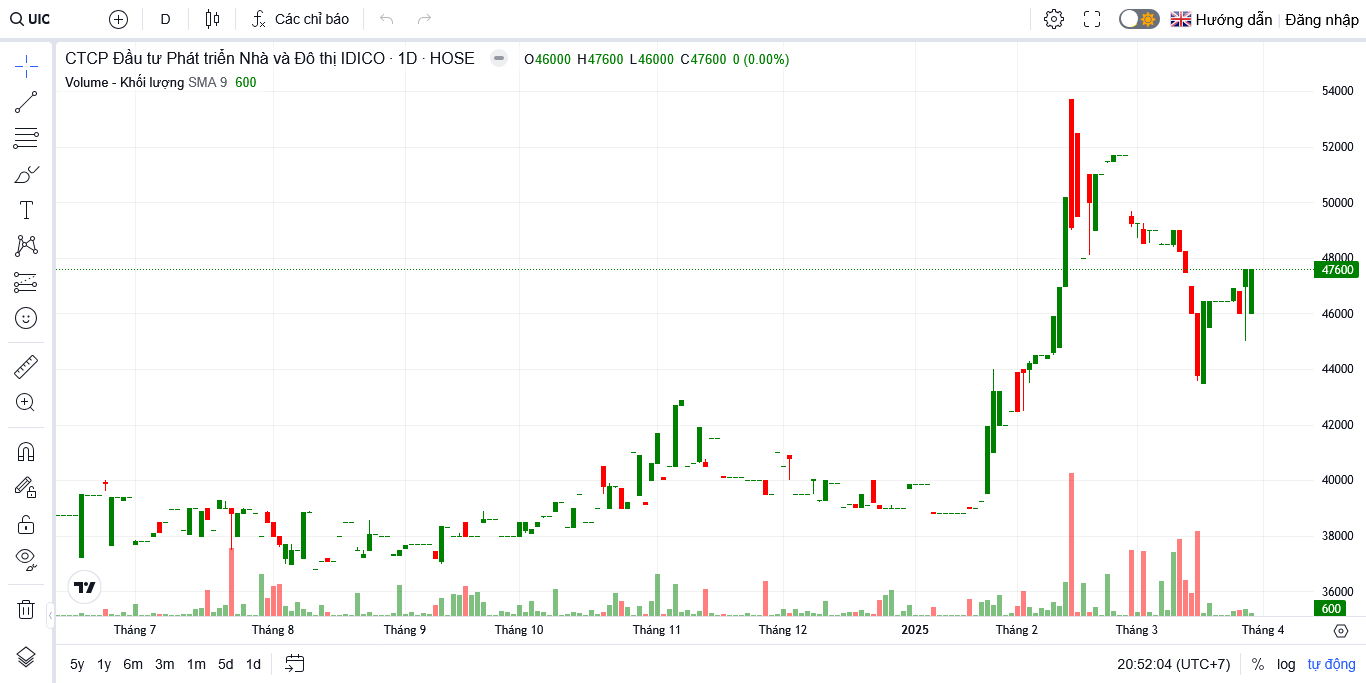 UIC D Các chỉ báo Hướng dẫn Đăng nhập
CTCP Đầu tư Phát triển Nhà và Đô thị IDICO · 1D · HOSE O46000 H47600 L46000 C47600 0 (0.00%)
Volume - Khối lượng SMA 9 600
54000
52000
50000
48000
47600
46000
44000
42000
40000
38000
36000
600
Tháng 7 Tháng 8 Tháng 9 Tháng 10 Tháng 11 Tháng 12 2025 Tháng 2 Tháng 3 Tháng 4
5y 1y 6m 3m 1m 5d 1d 20:52:04 (UTC+7) % log tự động